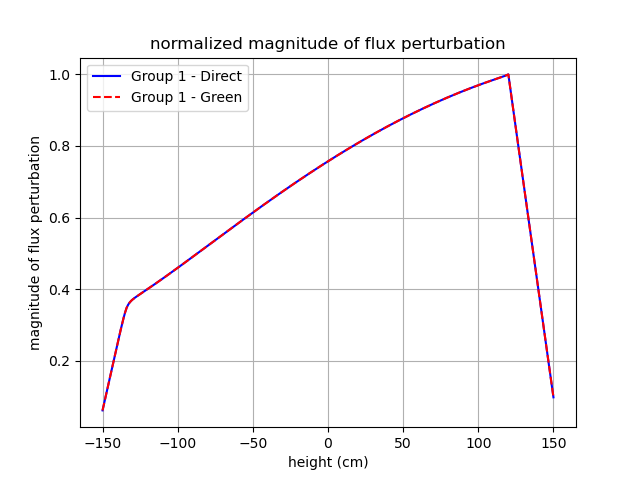 normalized magnitude of flux perturbation
Group 1 - Direct
Group 1 - Green
magnitude of flux perturbation
1.0
0.8
0.6
0.4
0.2
−150
−100
−50
0
50
100
150
height (cm)